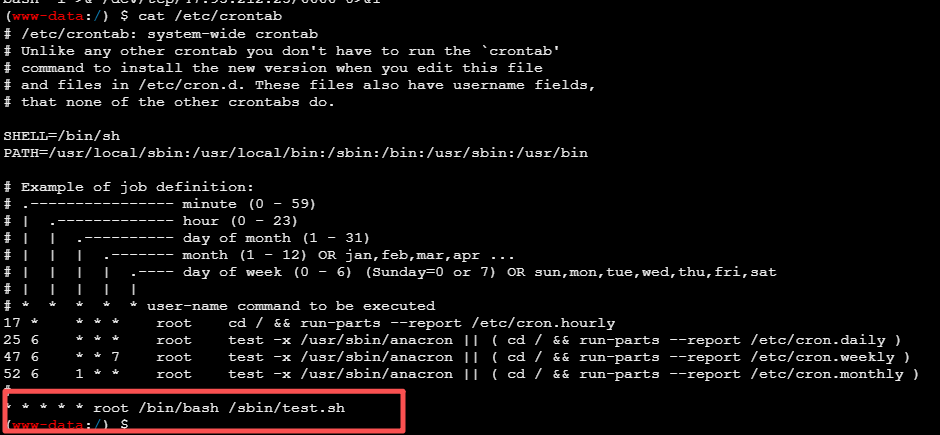 (www-data:/) $ cat /etc/crontab
# /etc/crontab: system-wide crontab
# Unlike any other crontab you don't have to run the `crontab'
# command to install the new version when you edit this file
# and files in /etc/cron.d. These files also have username fields,
# that none of the other crontabs do.
SHELL=/bin/sh
PATH=/usr/local/sbin:/usr/local/bin:/sbin:/bin:/usr/sbin:/usr/bin
# Example of job definition:
# .---------------- minute (0 - 59)
# |  .------------- hour (0 - 23)
# |  |  .---------- day of month (1 - 31)
# |  |  |  .------- month (1 - 12) OR jan,feb,mar,apr ...
# |  |  |  |  .---- day of week (0 - 6) (Sunday=0 or 7) OR sun,mon,tue,wed,thu,fri,sat
# |  |  |  |  |
# *  *  *  *  * user-name command to be executed
17 *    * * *   root    cd / && run-parts --report /etc/cron.hourly
25 6    * * *   root    test -x /usr/sbin/anacron || ( cd / && run-parts --report /etc/cron.daily )
47 6    * * 7   root    test -x /usr/sbin/anacron || ( cd / && run-parts --report /etc/cron.weekly )
52 6    1 * *   root    test -x /usr/sbin/anacron || ( cd / && run-parts --report /etc/cron.monthly )
#
* * * * * root /bin/bash /sbin/test.sh
(www-data:/) $